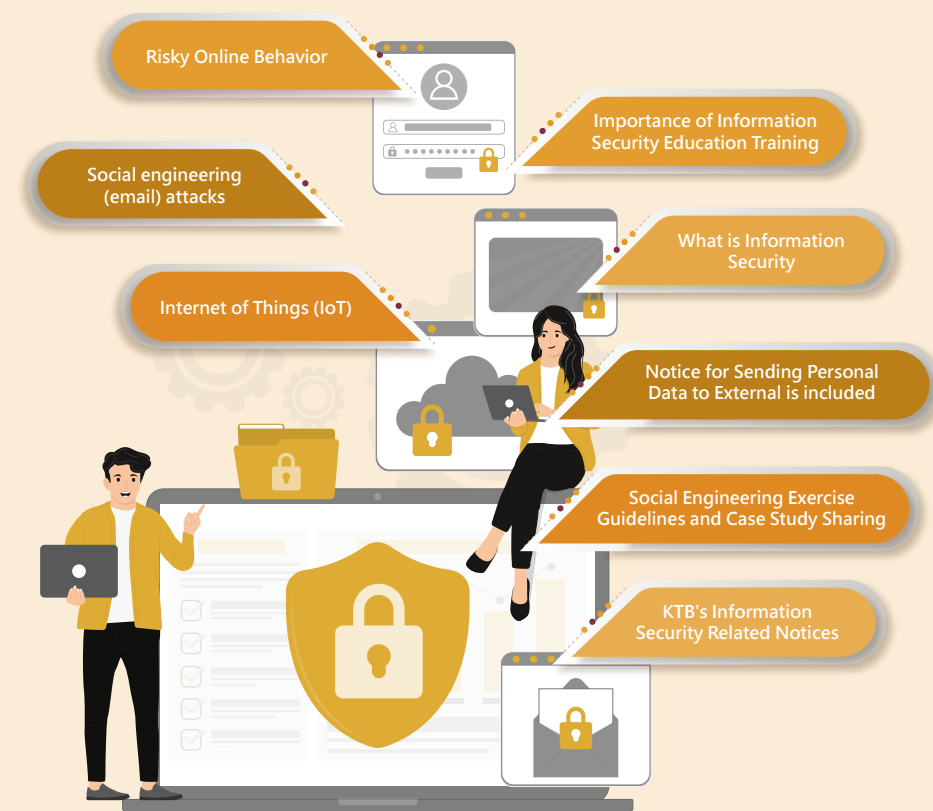 Risky Online Behavior
Importance of Information
Security Education Training
Social engineering
(email) attacks
What is Information
Security
Internet of Things (IoT)
Notice for Sending Personal
Data to External is included
Social Engineering Exercise
Guidelines and Case Study Sharing
KTB's Information
Security Related Notices